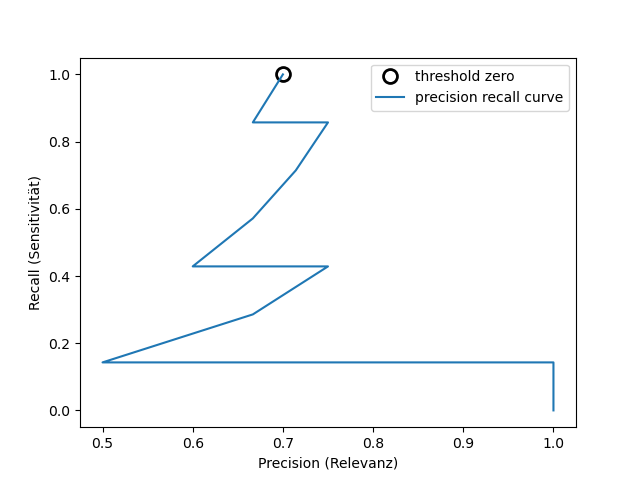 threshold zero
precision recall curve
1.0
0.8
0.6
0.4
0.2
0.0
Recall (Sensitivität)
0.5 0.6 0.7 0.8 0.9 1.0
Precision (Relevanz)